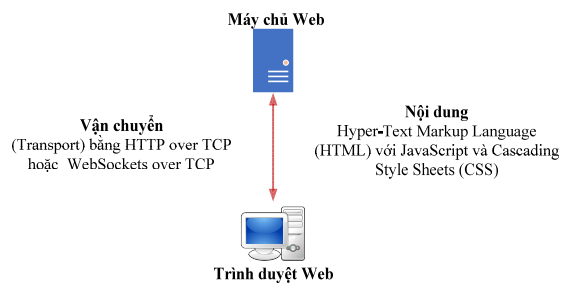 Máy chủ Web
Vận chuyển
(Transport) bằng HTTP over TCP
hoặc WebSockets over TCP
Nội dung
Hyper-Text Markup Language
(HTML) với JavaScript và Cascading
Style Sheets (CSS)
Trình duyệt Web